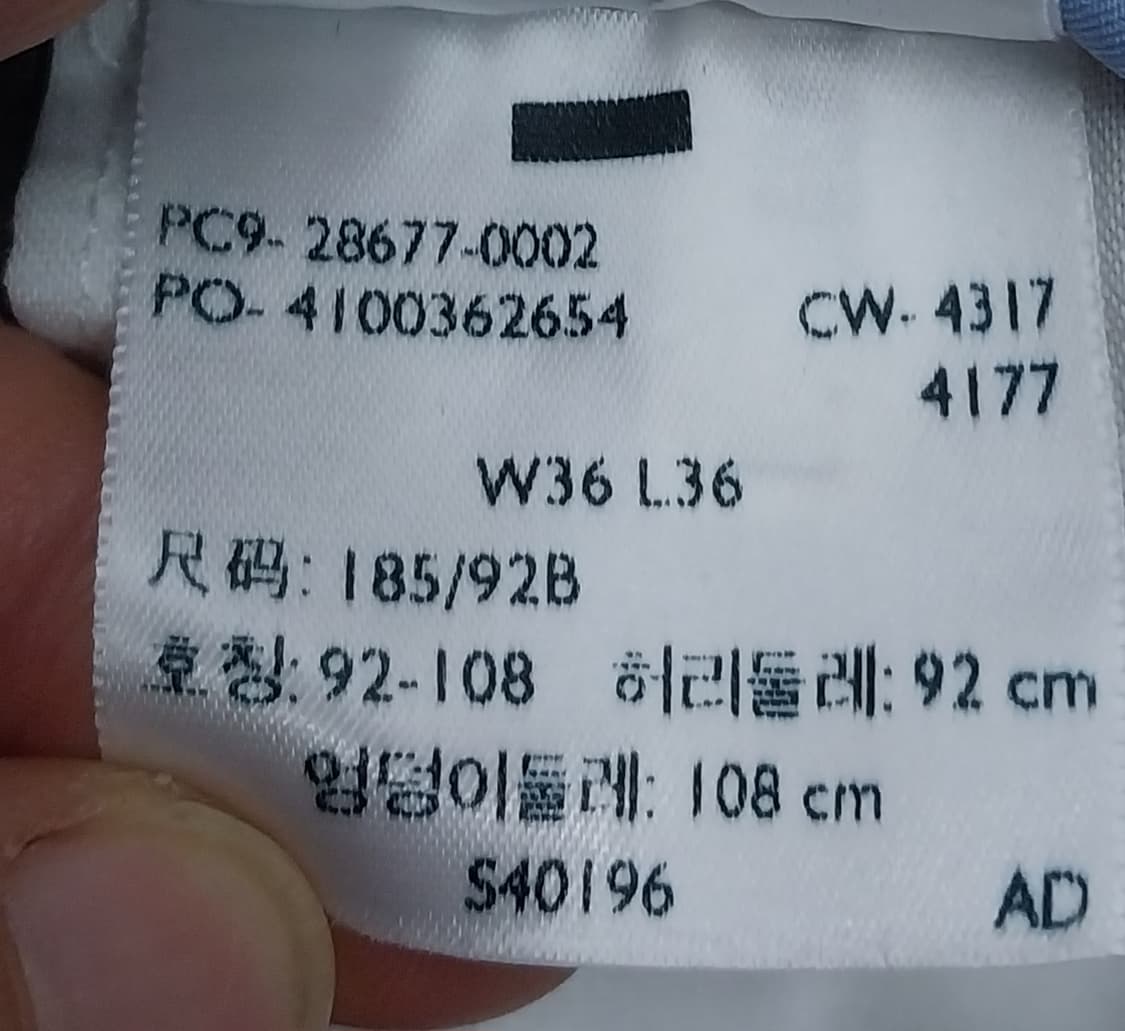 PC9- 28677-0002
PO- 4100362654 CW- 4317
4177
W36 L36
尺码: 185/92B
호칭: 92-108 허리둘레: 92 cm
엉덩이둘레: 108 cm
S40196 AD